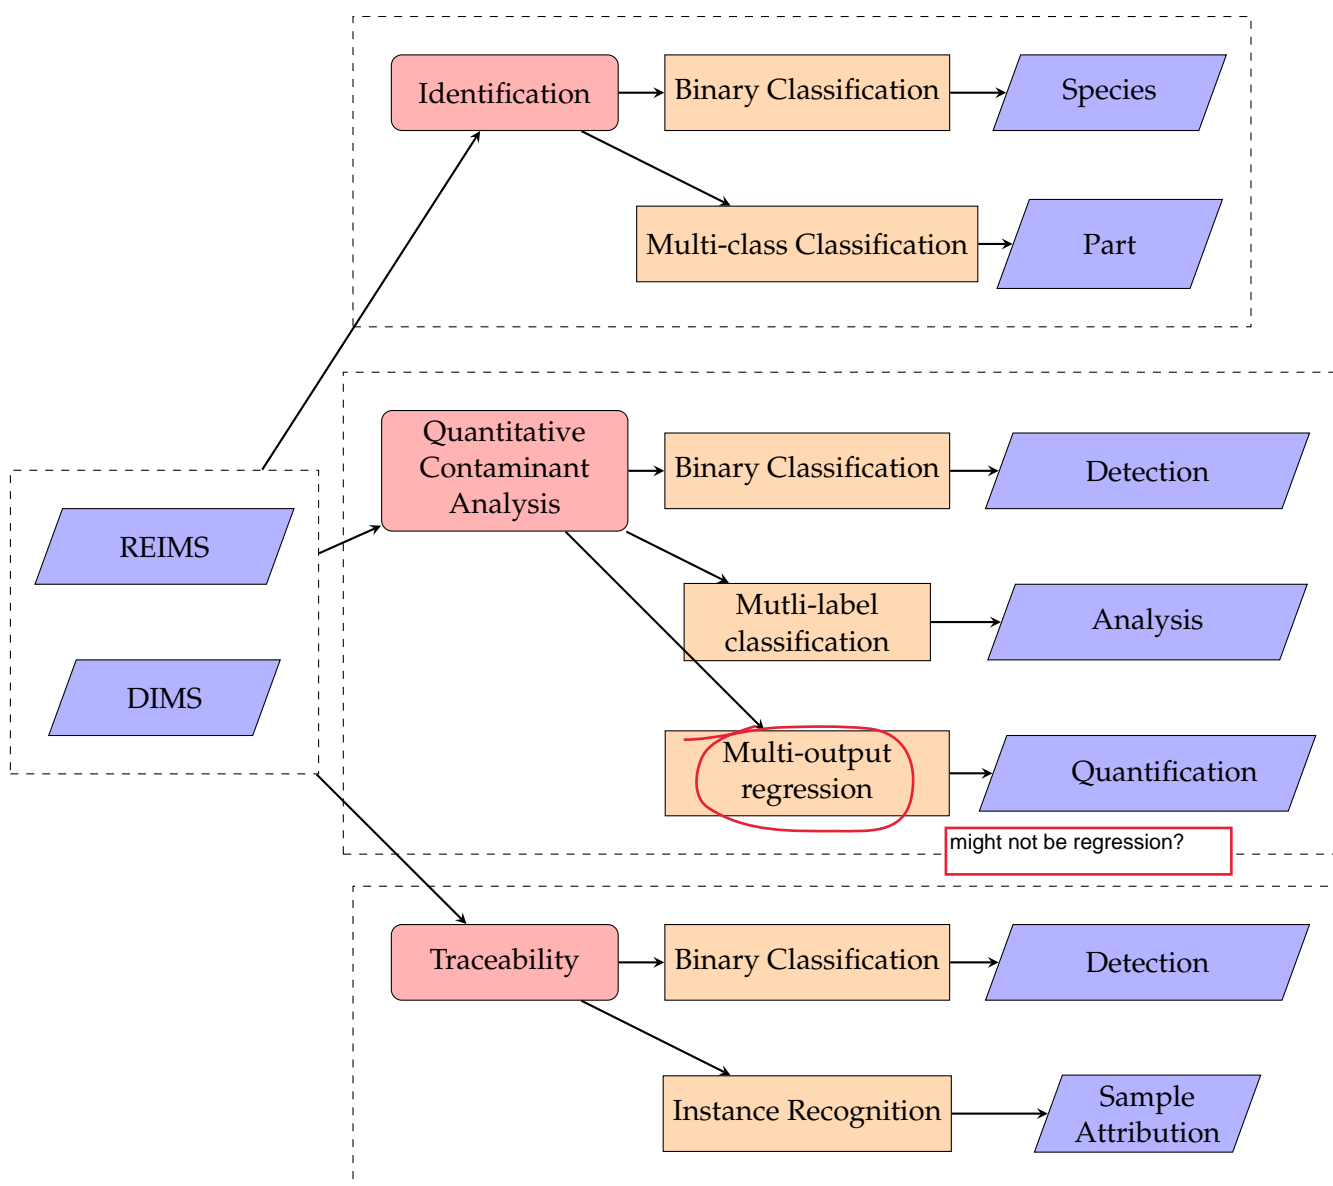 Identification
Binary Classification
Species
Multi-class Classification
Part
Quantitative
Contaminant
Analysis
Binary Classification
Detection
REIMS
Mutli-label
classification
Analysis
DIMS
Multi-output
regression
Quantification
might not be regression?
Traceability
Binary Classification
Detection
Instance Recognition
Sample
Attribution